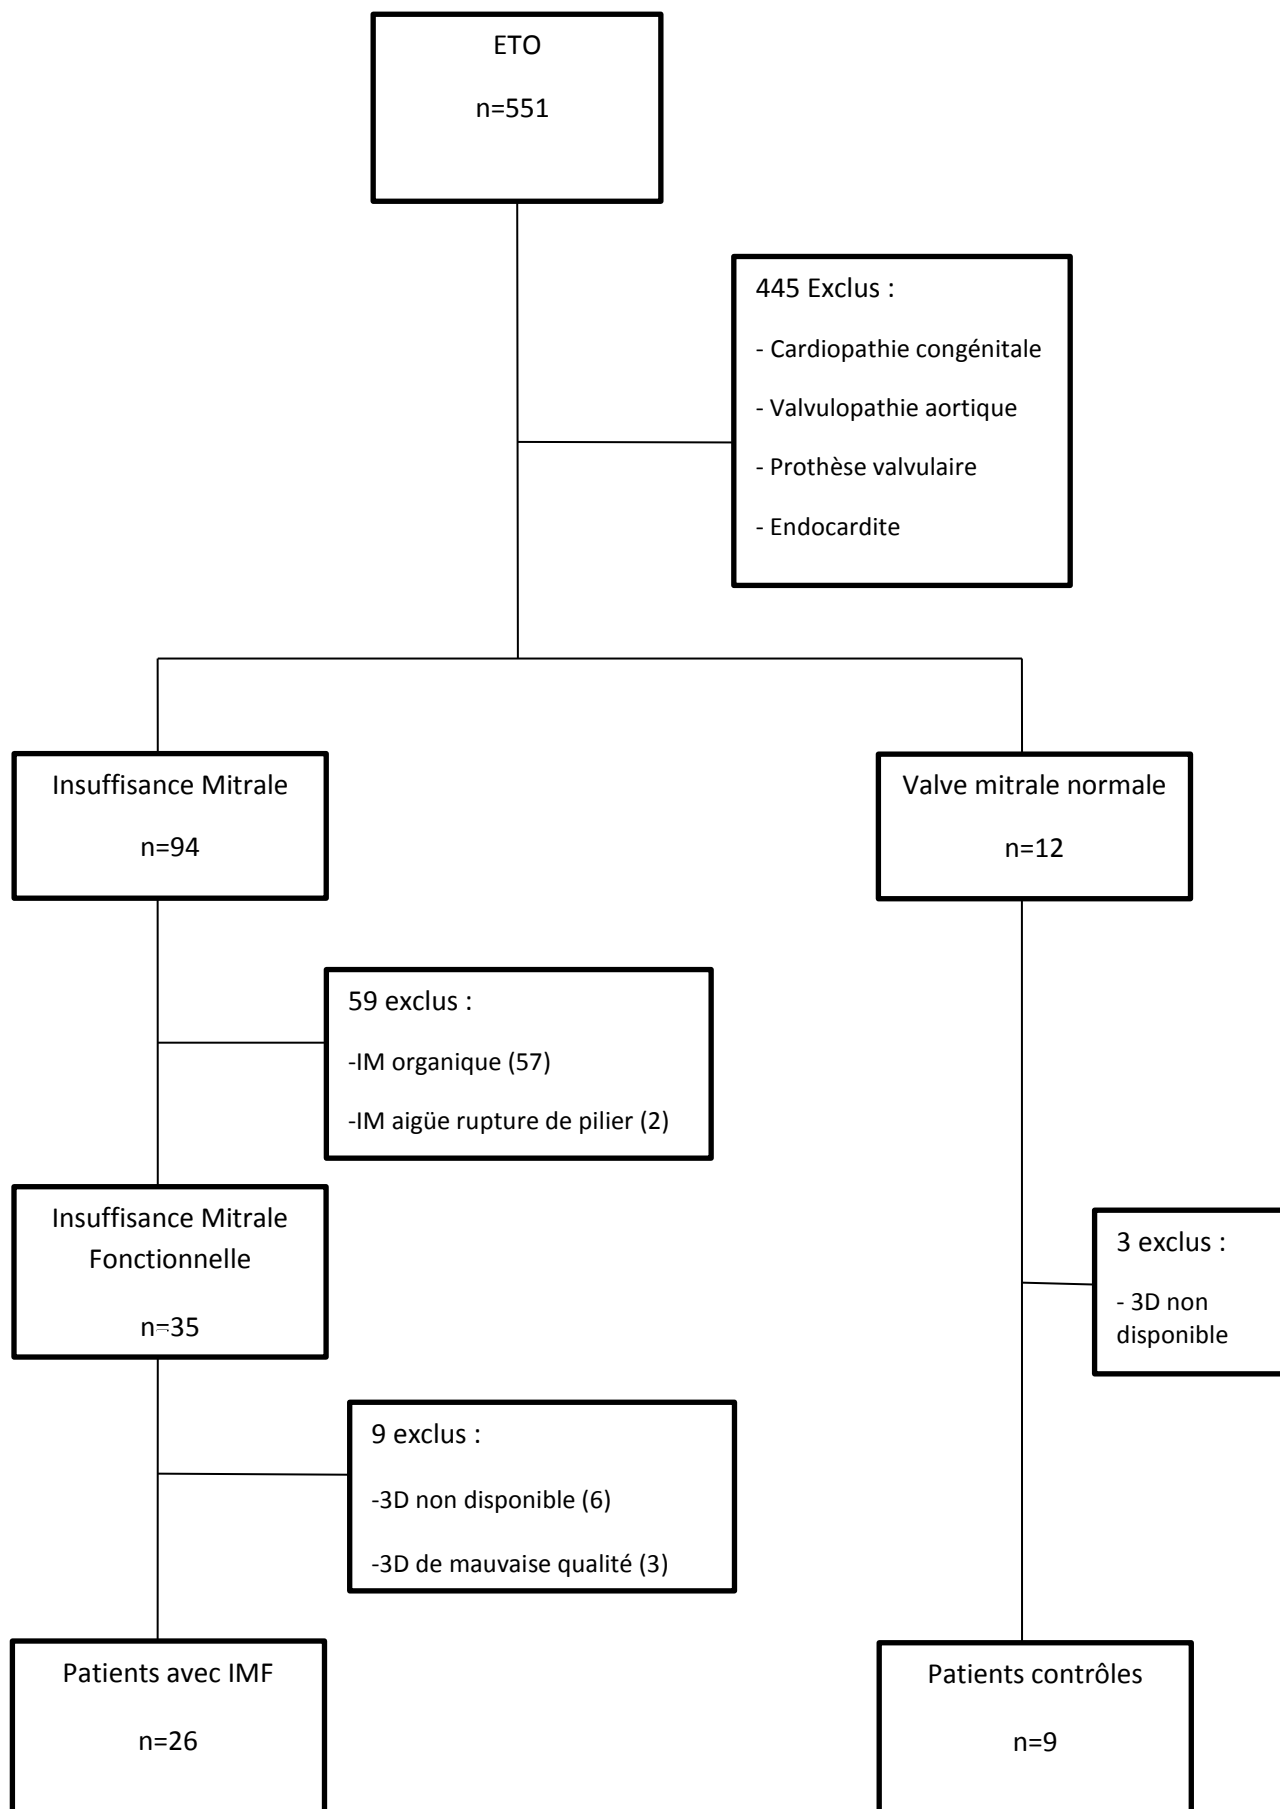 ETO
n=551
445 Exclus :
- Cardiopathie congénitale
- Valvulopathie aortique
- Prothèse valvulaire
- Endocardite
Insuffisance Mitrale
n=94
Valve mitrale normale
n=12
59 exclus :
-IM organique (57)
-IM aigüe rupture de pilier (2)
Insuffisance Mitrale
Fonctionnelle
n=35
3 exclus :
- 3D non
disponible
9 exclus :
-3D non disponible (6)
-3D de mauvaise qualité (3)
Patients avec IMF
n=26
Patients contrôles
n=9